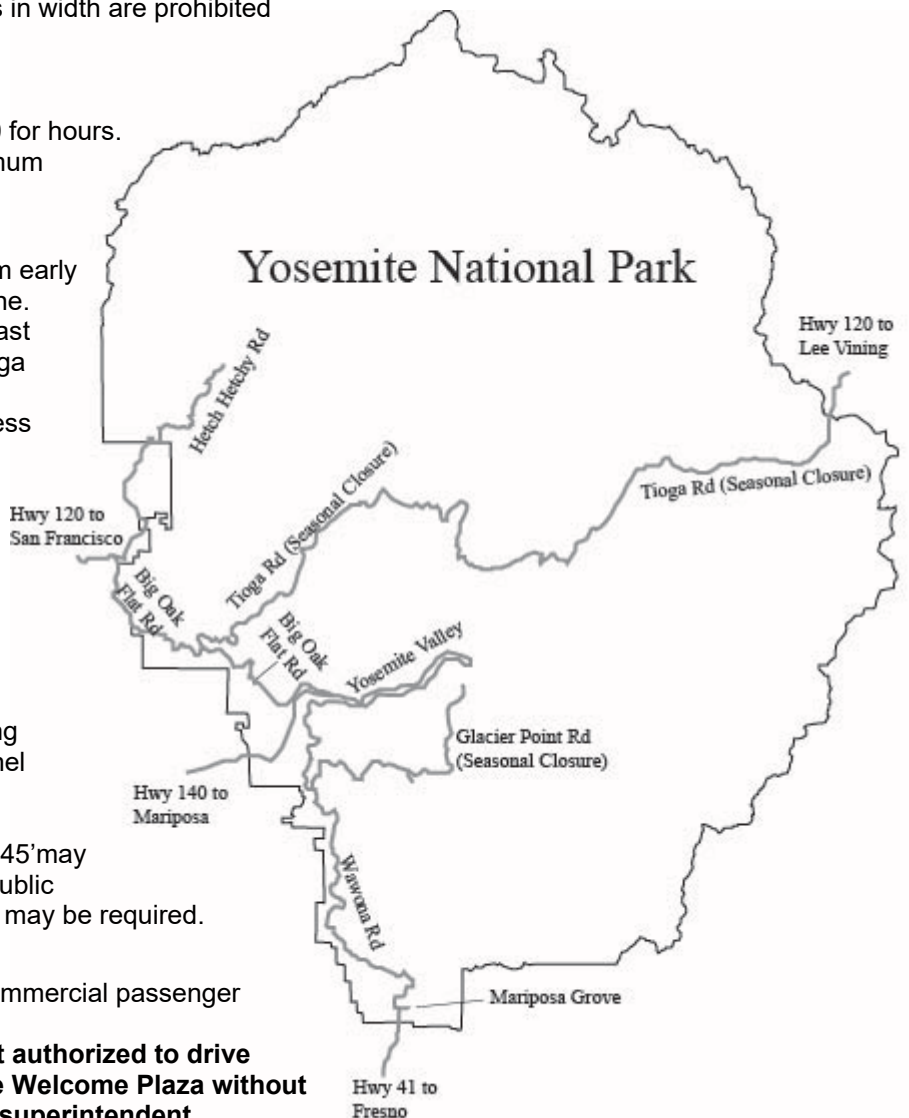 s in width are prohibited
for hours.
num
n early
ne.
ast
ga
ess
Yosemite National Park
Hwy 120 to
Lee Vining
Hetch Hetchy Rd
Tioga Rd (Seasonal Closure)
Hwy 120 to
San Francisco
Tioga Rd (Seasonal Closure)
Big Oak
Flat Rd
Big Oak
Flat Rd
Yosemite Valley
Glacier Point Rd
(Seasonal Closure)
ng
nel
Hwy 140 to
Mariposa
45'may
ublic
may be required.
Wawona Rd
mmercial passenger
Mariposa Grove
t authorized to drive
e Welcome Plaza without
superintendent
Hwy 41 to
Fresno